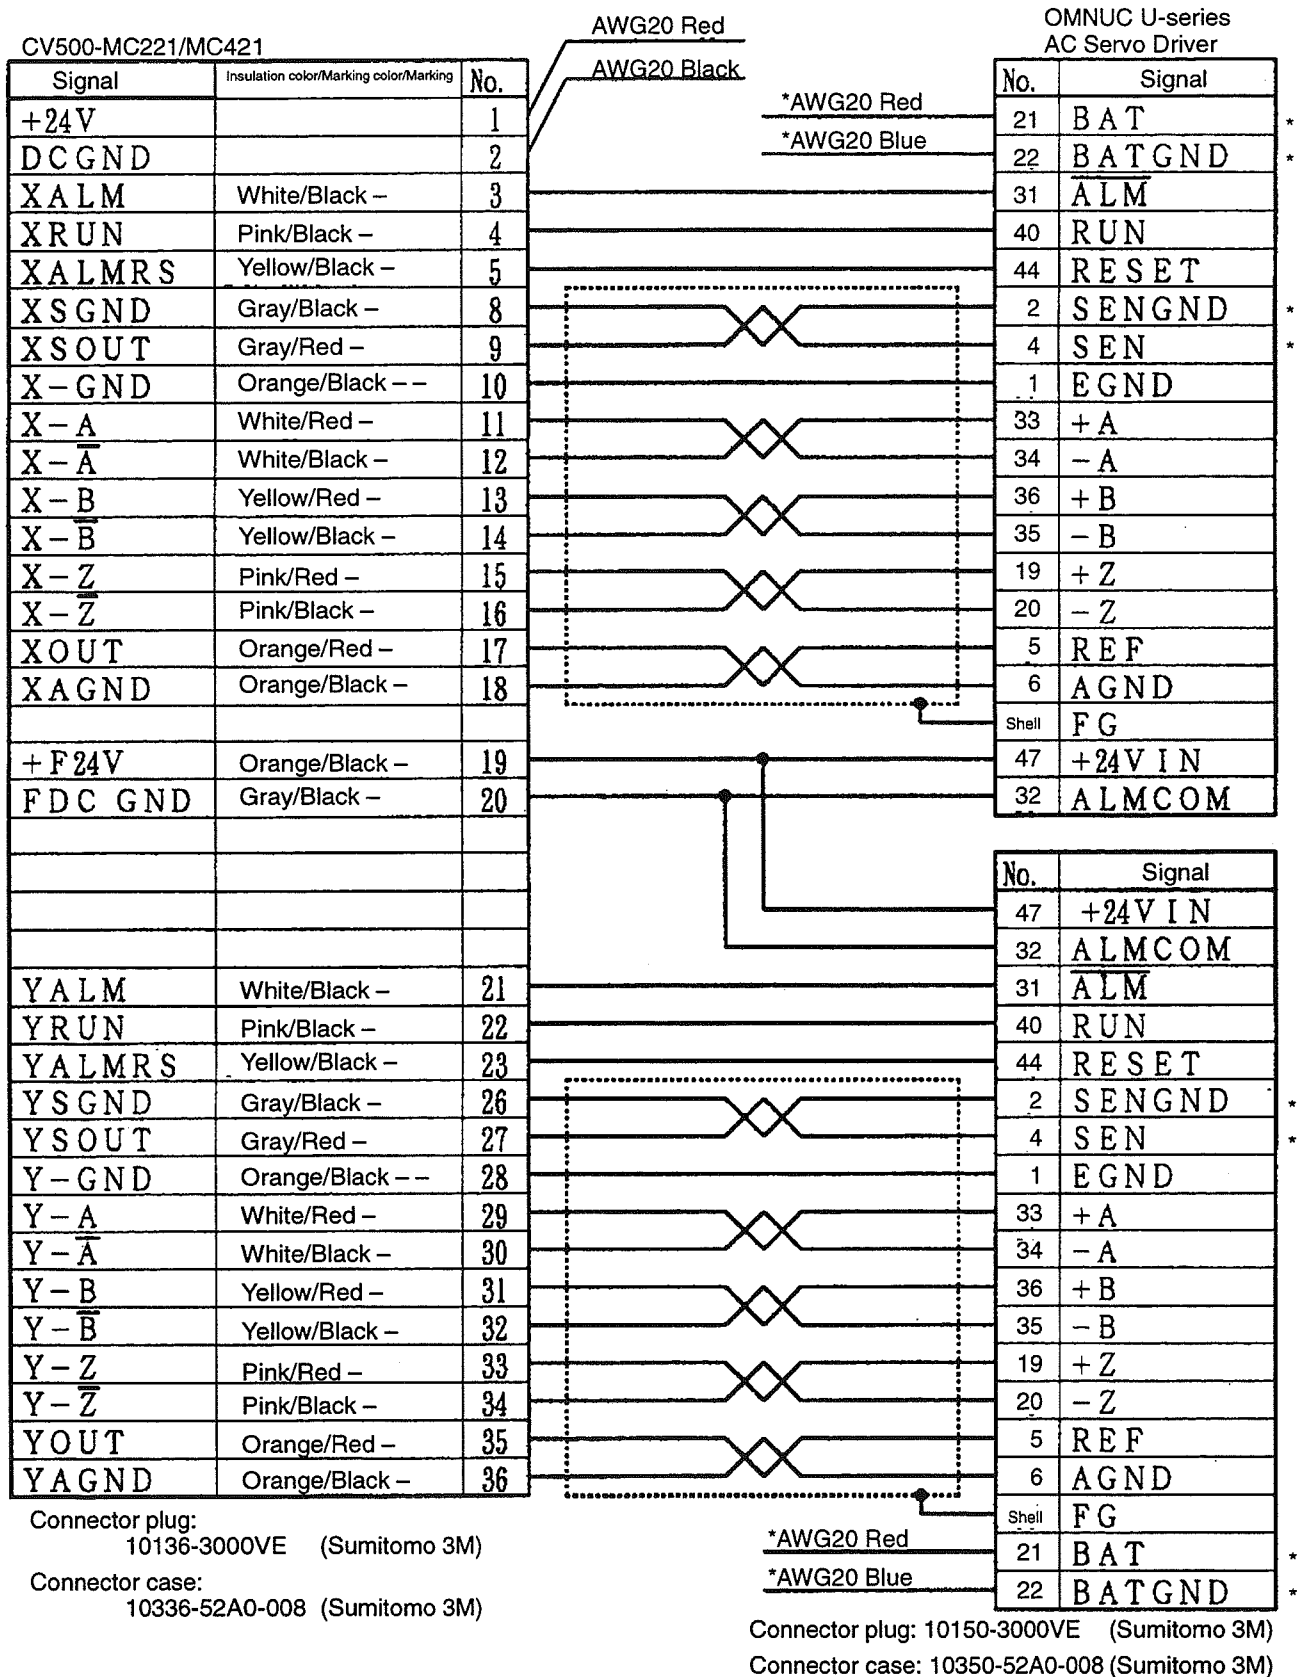 OMNUC U-series
AC Servo Driver
AWG20 Red
AWG20 Black
CV500-MC221/MC421
Signal Insulation color/Marking color/Marking No.
+24V 1
DCGND 2
XALM White/Black – 3
XRUN Pink/Black – 4
XALMRS Yellow/Black – 5
XSGND Gray/Black – 8
XSOUT Gray/Red – 9
X–GND Orange/Black – – 10
X–A White/Red – 11
X–A̅ White/Black – 12
X–B Yellow/Red – 13
X–B̅ Yellow/Black – 14
X–Z Pink/Red – 15
X–Z̅ Pink/Black – 16
XOUT Orange/Red – 17
XAGND Orange/Black – 18
+F24V Orange/Black – 19
FDC GND Gray/Black – 20
YALM White/Black – 21
YRUN Pink/Black – 22
YALMRS Yellow/Black – 23
YSGND Gray/Black – 26
YSOUT Gray/Red – 27
Y–GND Orange/Black – – 28
Y–A White/Red – 29
Y–A̅ White/Black – 30
Y–B Yellow/Red – 31
Y–B̅ Yellow/Black – 32
Y–Z Pink/Red – 33
Y–Z̅ Pink/Black – 34
YOUT Orange/Red – 35
YAGND Orange/Black – 36
Connector plug:
10136-3000VE (Sumitomo 3M)
Connector case:
10336-52A0-008 (Sumitomo 3M)
No. Signal
*AWG20 Red 21 BAT *
*AWG20 Blue 22 BATGND *
31 A̅L̅M̅
40 RUN
44 RESET
2 SENGND *
4 SEN *
1 EGND
33 +A
34 –A
36 +B
35 –B
19 +Z
20 –Z
5 REF
6 AGND
Shell FG
47 +24VIN
32 ALMCOM
No. Signal
47 +24VIN
32 ALMCOM
31 A̅L̅M̅
40 RUN
44 RESET
2 SENGND *
4 SEN *
1 EGND
33 +A
34 –A
36 +B
35 –B
19 +Z
20 –Z
5 REF
6 AGND
Shell FG
*AWG20 Red 21 BAT *
*AWG20 Blue 22 BATGND *
Connector plug: 10150-3000VE (Sumitomo 3M)
Connector case: 10350-52A0-008 (Sumitomo 3M)